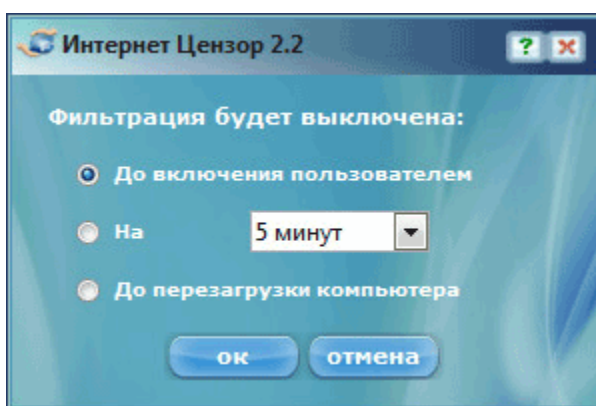 Интернет Цензор 2.2
?
Фильтрация будет выключена:
До включения пользователем
На 5 минут
До перезагрузки компьютера
ок отмена